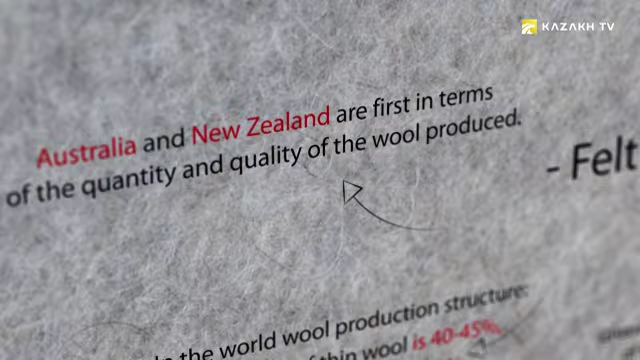 KAZAKH TV
Australia and New Zealand are first in terms
of the quantity and quality of the wool produced.
- Felt
the world wool production structure:
thin wool is 40-45%